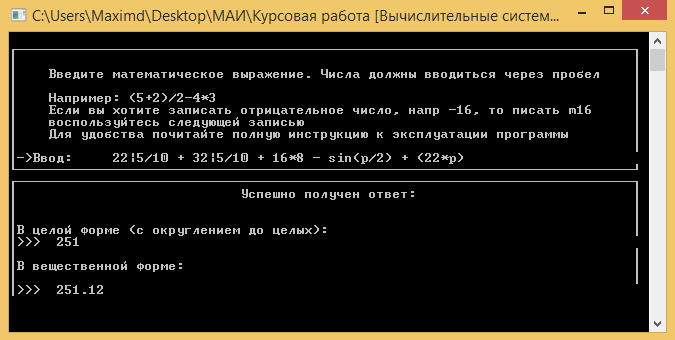 C:\Users\Maximd\Desktop\МАИ\Курсовая работа [Вычислительные систем...
Введите математическое выражение. Числа должны вводиться через пробел
Например: (5+2)/2-4*3
Если вы хотите записать отрицательное число, напр -16, то писать m16
воспользуйтесь следующей записью
Для удобства почитайте полную инструкцию к эксплуатации программы
->Ввод: 22¦5/10 + 32¦5/10 + 16*8 - sin(p/2) + (22*p)
Успешно получен ответ:
В целой форме (с округлением до целых):
>>> 251
В вещественной форме:
>>> 251.12